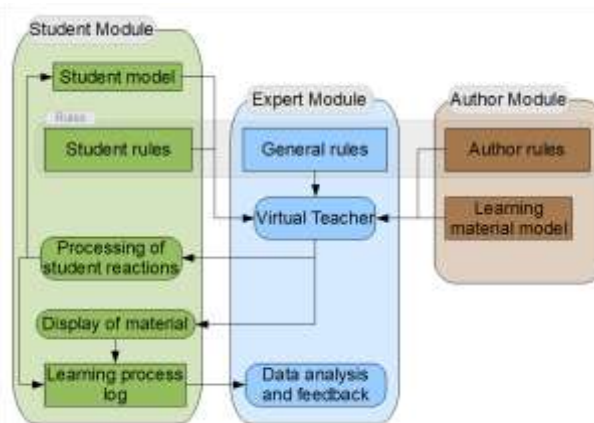 Student Module
Student model
Rules
Student rules
Processing of
student reactions
Display of material
Learning process
log
Expert Module
General rules
Virtual Teacher
Data analysis
and feedback
Author Module
Author rules
Learning
material model